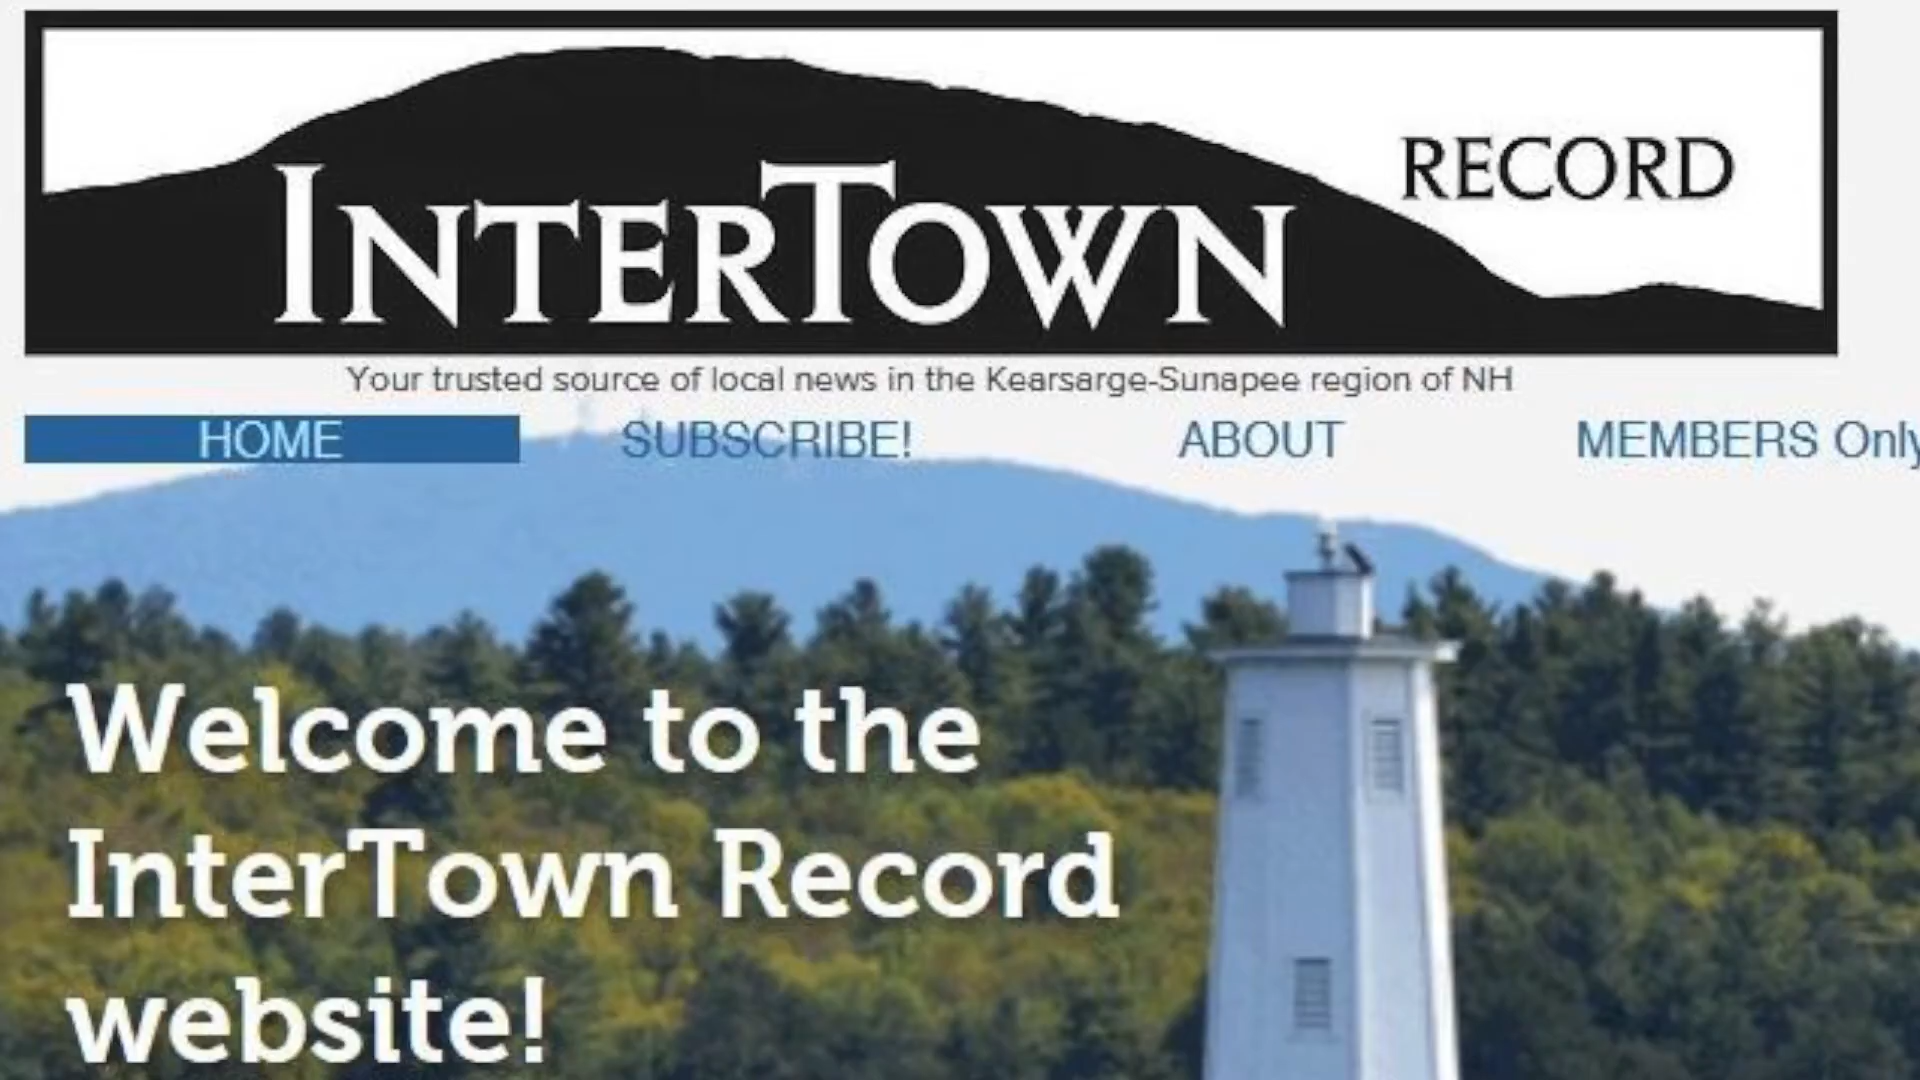 INTERTOWN
RECORD
Your trusted source of local news in the Kearsarge-Sunapee region of NH
HOME SUBSCRIBE! ABOUT MEMBERS Only
Welcome to the
InterTown Record
website!